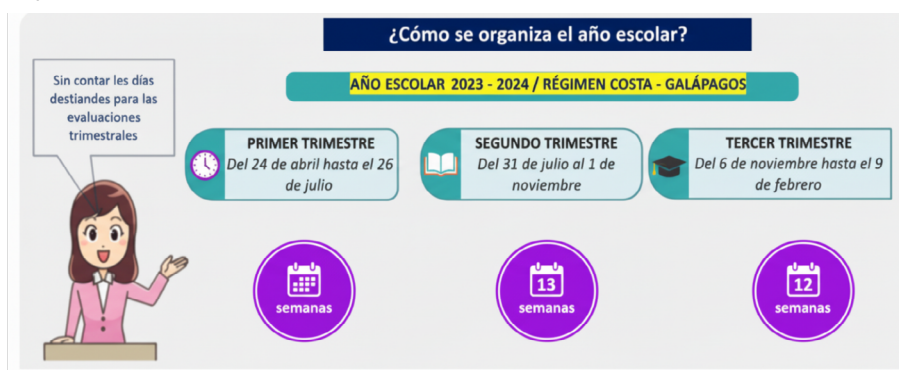 ¿Cómo se organiza el año escolar?
AÑO ESCOLAR 2023 - 2024 / RÉGIMEN COSTA - GALÁPAGOS
Sin contar les días
destiandes para las
evaluaciones
trimestrales
PRIMER TRIMESTRE
Del 24 de abril hasta el 26
de julio
SEGUNDO TRIMESTRE
Del 31 de julio al 1 de
noviembre
TERCER TRIMESTRE
Del 6 de noviembre hasta el 9
de febrero
semanas
13
semanas
12
semanas